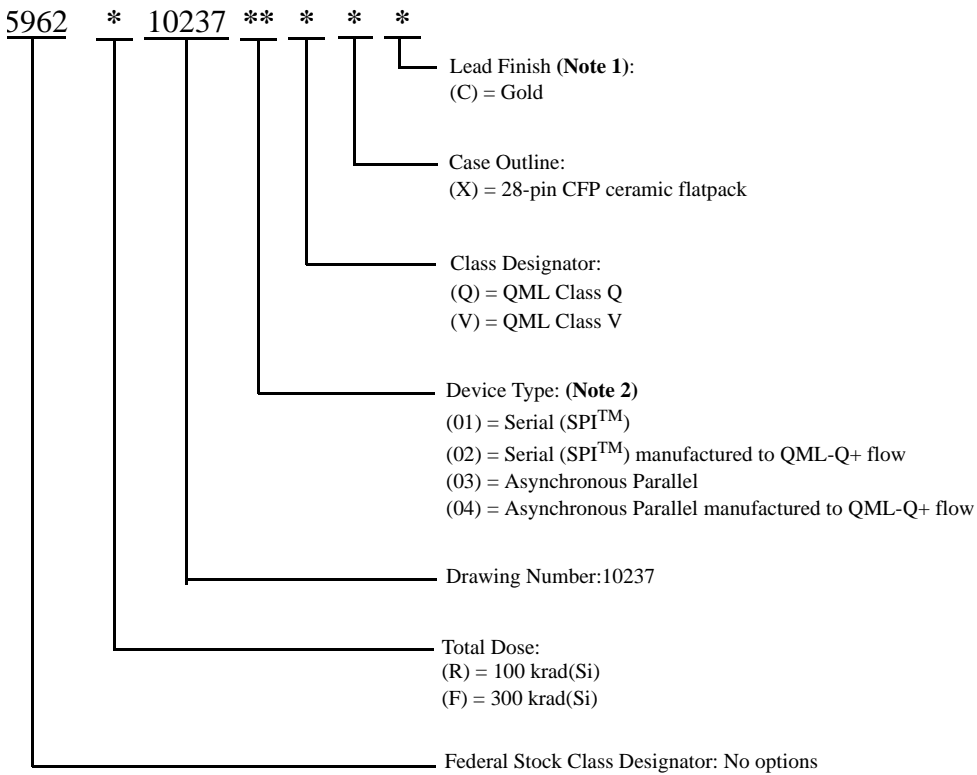 5962 * 10237 ** * * *
Lead Finish (Note 1):
(C) = Gold
Case Outline:
(X) = 28-pin CFP ceramic flatpack
Class Designator:
(Q) = QML Class Q
(V) = QML Class V
Device Type: (Note 2)
(01) = Serial (SPI™)
(02) = Serial (SPI™) manufactured to QML-Q+ flow
(03) = Asynchronous Parallel
(04) = Asynchronous Parallel manufactured to QML-Q+ flow
Drawing Number:10237
Total Dose:
(R) = 100 krad(Si)
(F) = 300 krad(Si)
Federal Stock Class Designator: No options